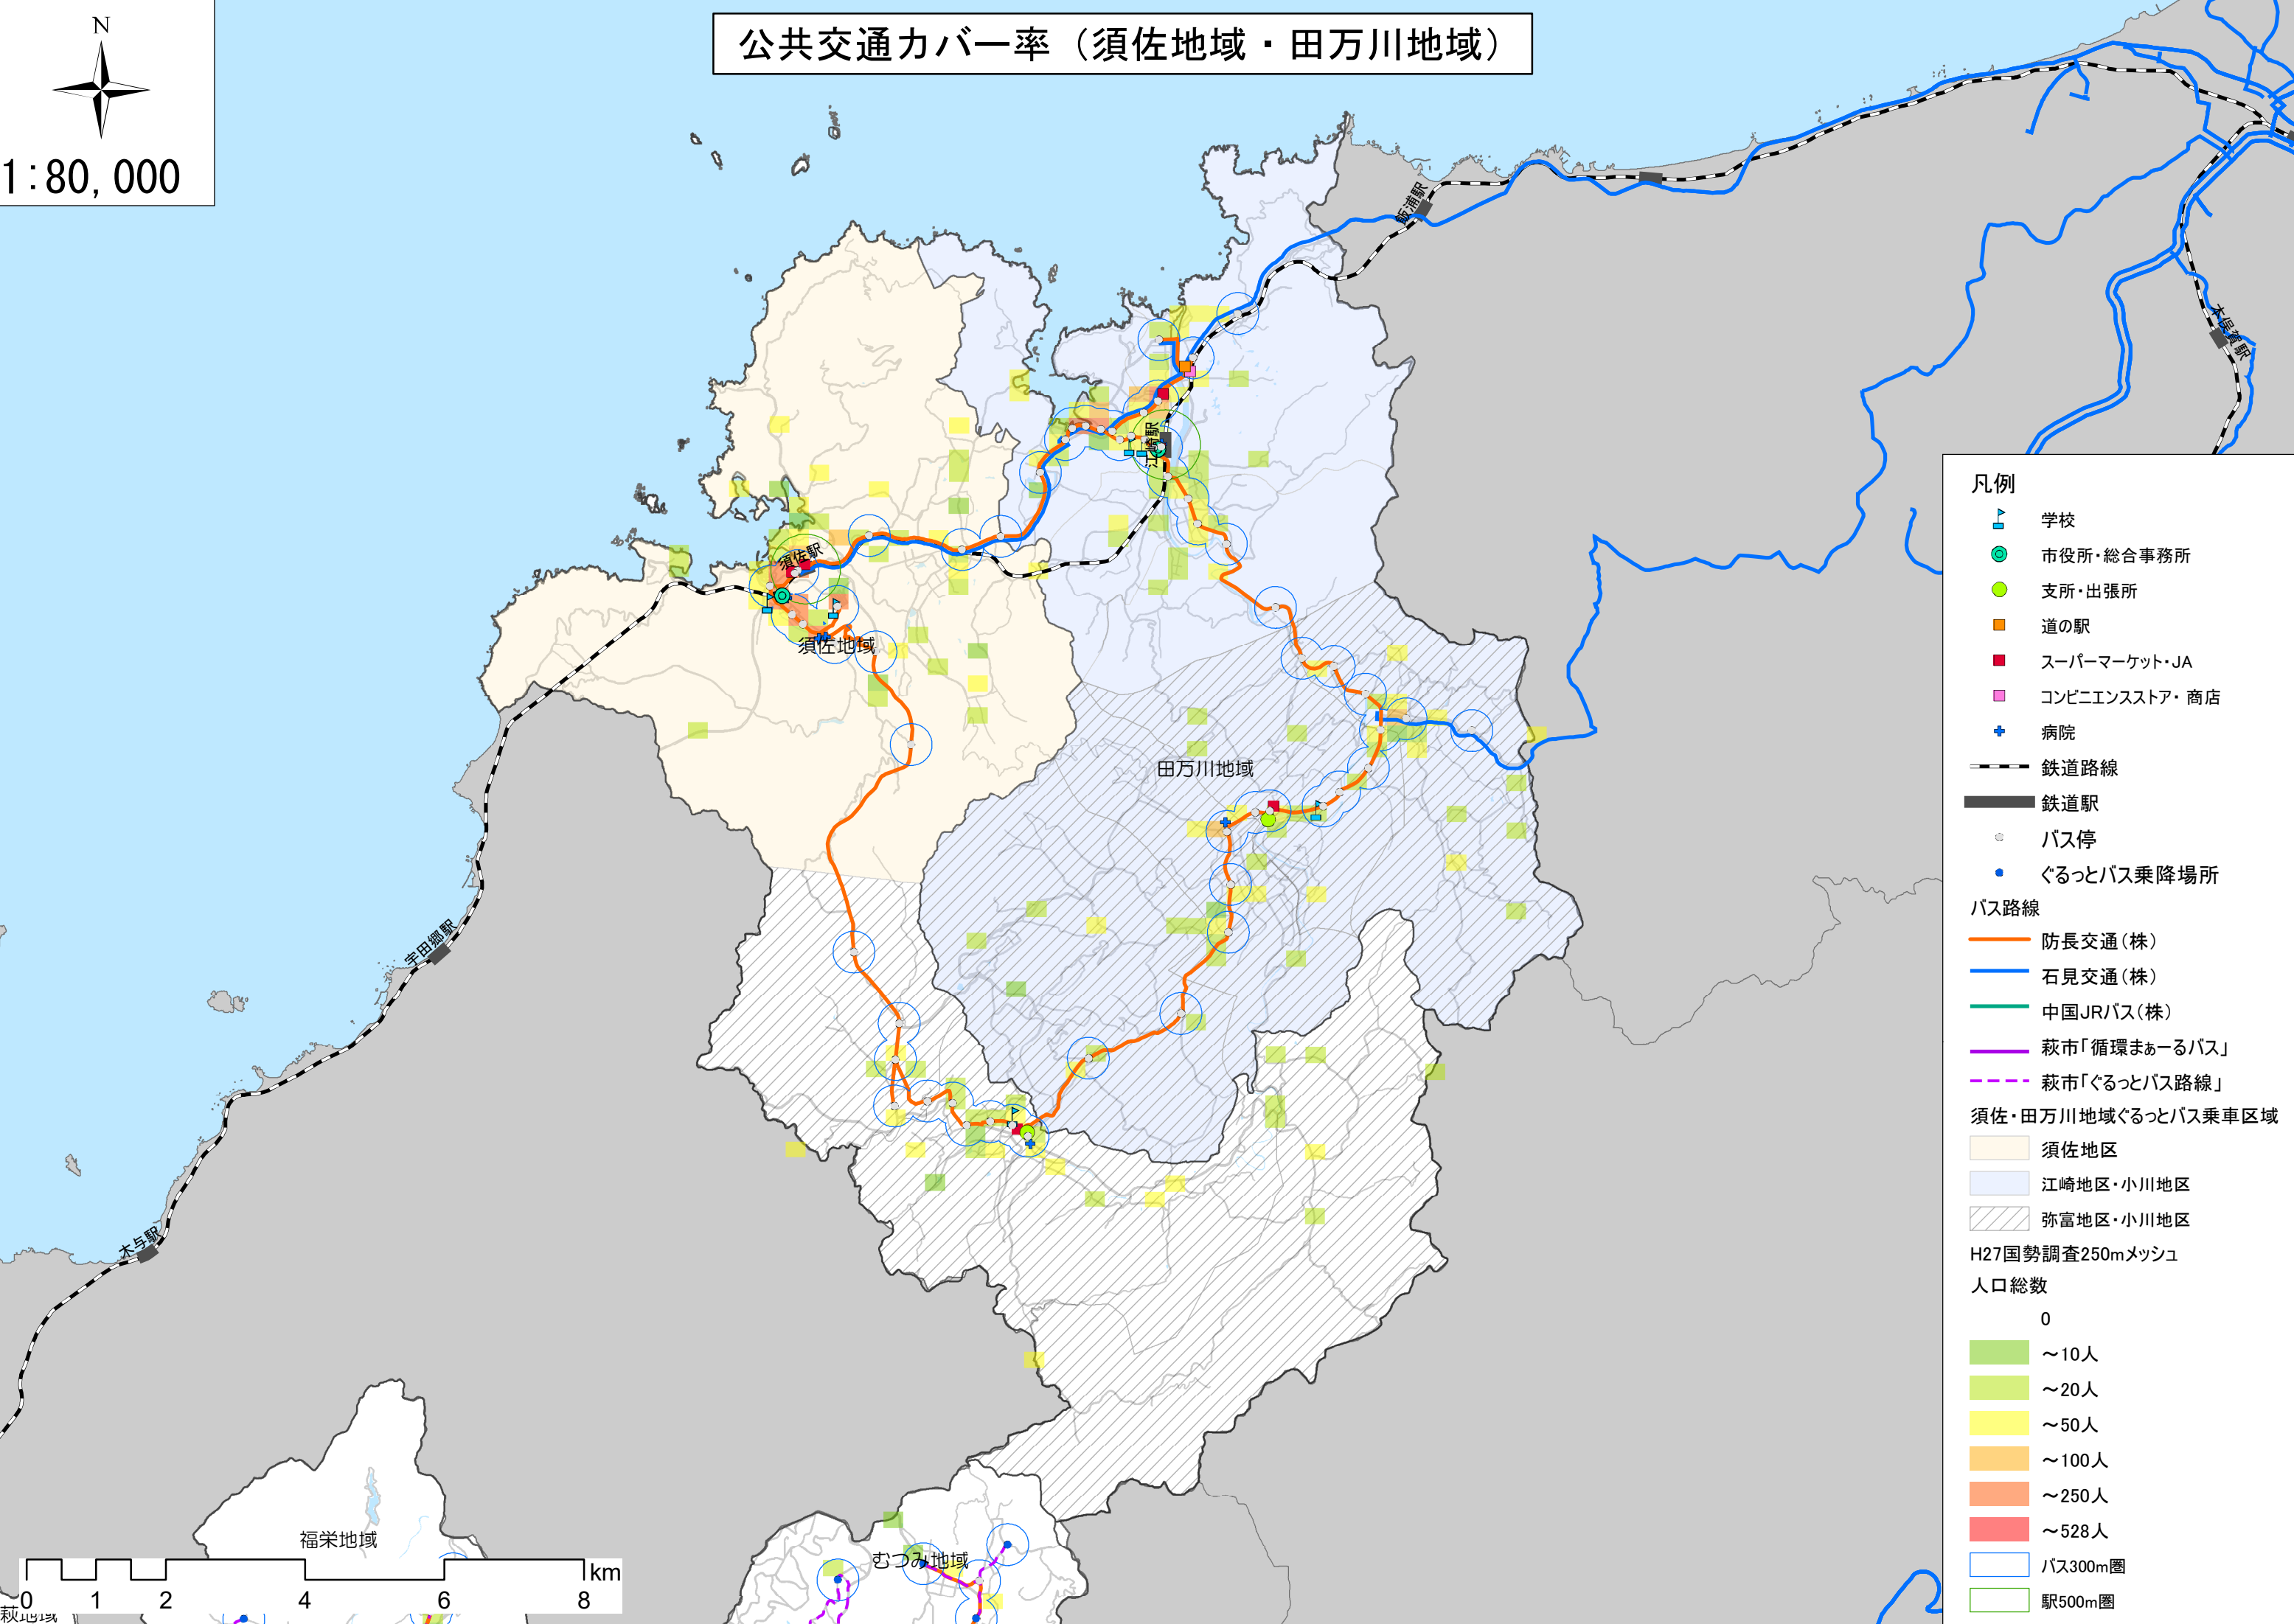 公共交通カバー率（須佐地域・田万川地域）
N
1:80,000
飯浦駅
本俣賀駅
江崎駅
須佐駅
須佐地域
田万川地域
宇田郷駅
木与駅
福栄地域
むつみ地域
萩地域
0 1 2 4 6 8 km
凡例
学校
市役所・総合事務所
支所・出張所
道の駅
スーパーマーケット・JA
コンビニエンスストア・商店
病院
鉄道路線
鉄道駅
バス停
ぐるっとバス乗降場所
バス路線
防長交通（株）
石見交通（株）
中国JRバス（株）
萩市「循環まぁーるバス」
萩市「ぐるっとバス路線」
須佐・田万川地域ぐるっとバス乗車区域
須佐地区
江崎地区・小川地区
弥富地区・小川地区
H27国勢調査250mメッシュ
人口総数
0
～10人
～20人
～50人
～100人
～250人
～528人
バス300m圏
駅500m圏